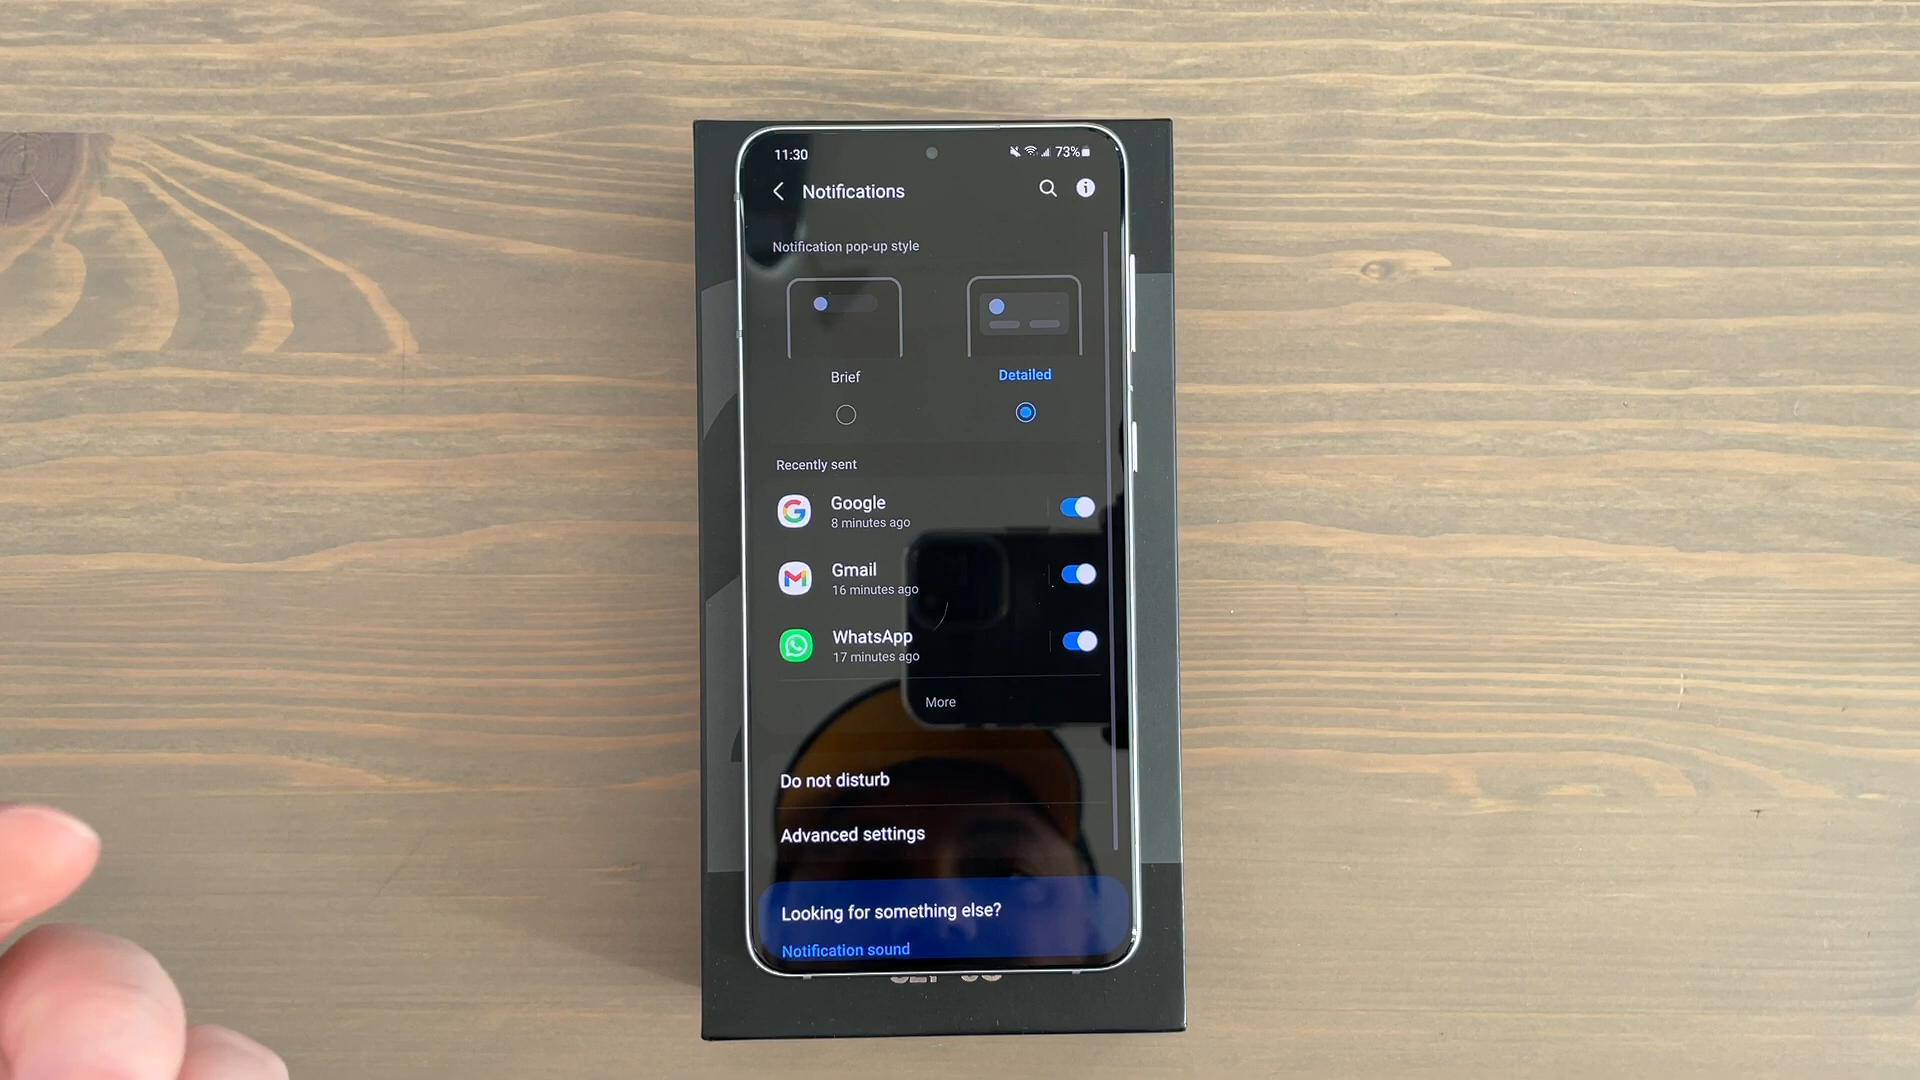 11:30
73%
Notifications
Notification pop-up style
Brief
Detailed
Recently sent
Google
8 minutes ago
Gmail
16 minutes ago
WhatsApp
17 minutes ago
More
Do not disturb
Advanced settings
Looking for something else?
Notification sound